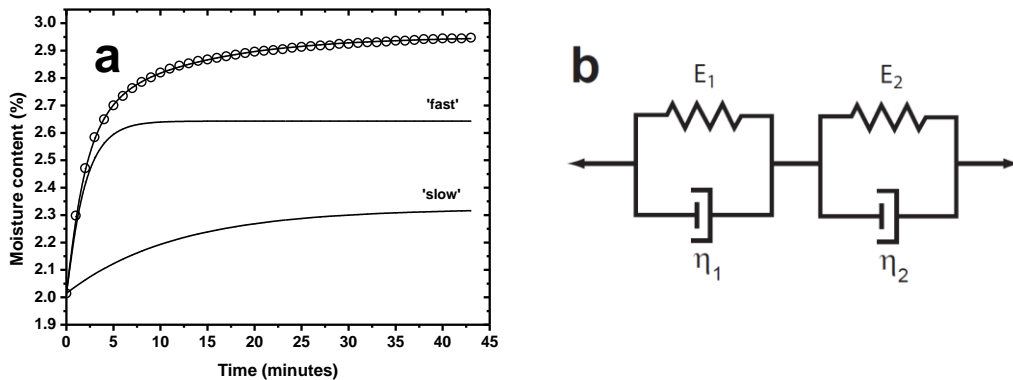 a
3.0
2.9
2.8
2.7
2.6
2.5
2.4
2.3
2.2
2.1
2.0
1.9
Moisture content (%)
'fast'
'slow'
0 5 10 15 20 25 30 35 40 45
Time (minutes)
b
E1 E2
η1 η2